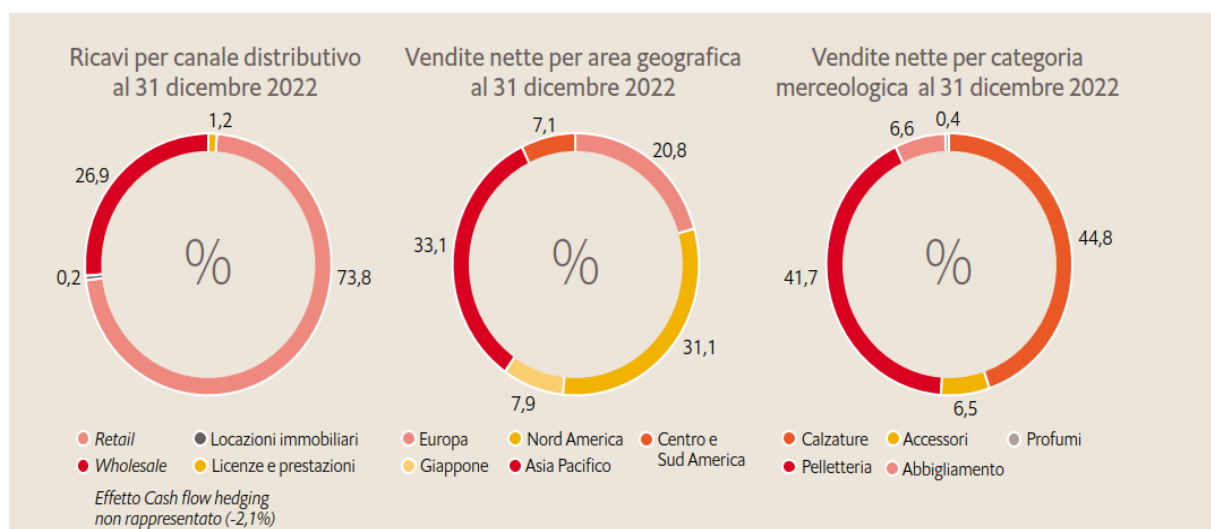 Ricavi per canale distributivo
al 31 dicembre 2022
1,2
26,9
%
0,2
73,8
Retail
Locazioni immobiliari
Wholesale
Licenze e prestazioni
Effetto Cash flow hedging
non rappresentato (-2,1%)
Vendite nette per area geografica
al 31 dicembre 2022
7,1
20,8
33,1
%
31,1
7,9
Europa
Nord America
Centro e
Sud America
Giappone
Asia Pacifico
Vendite nette per categoria
merceologica al 31 dicembre 2022
0,4
6,6
44,8
%
41,7
6,5
Calzature
Accessori
Profumi
Pelletteria
Abbigliamento